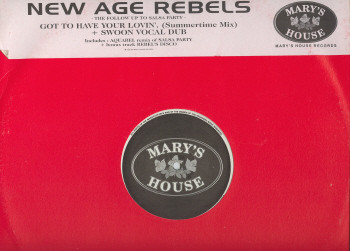 NEW AGE REBELS
- THE FOLLOW UP TO SALSA PARTY -
GOT TO HAVE YOUR LOVIN'. (Summertime Mix)
+ SWOON VOCAL DUB
Includes : AQUAREL remix of SALSA PARTY
+ Bonus track REBEL'S DISCO
MARY'S
HOUSE
MARY'S HOUSE RECORDS
MARY'S
HOUSE